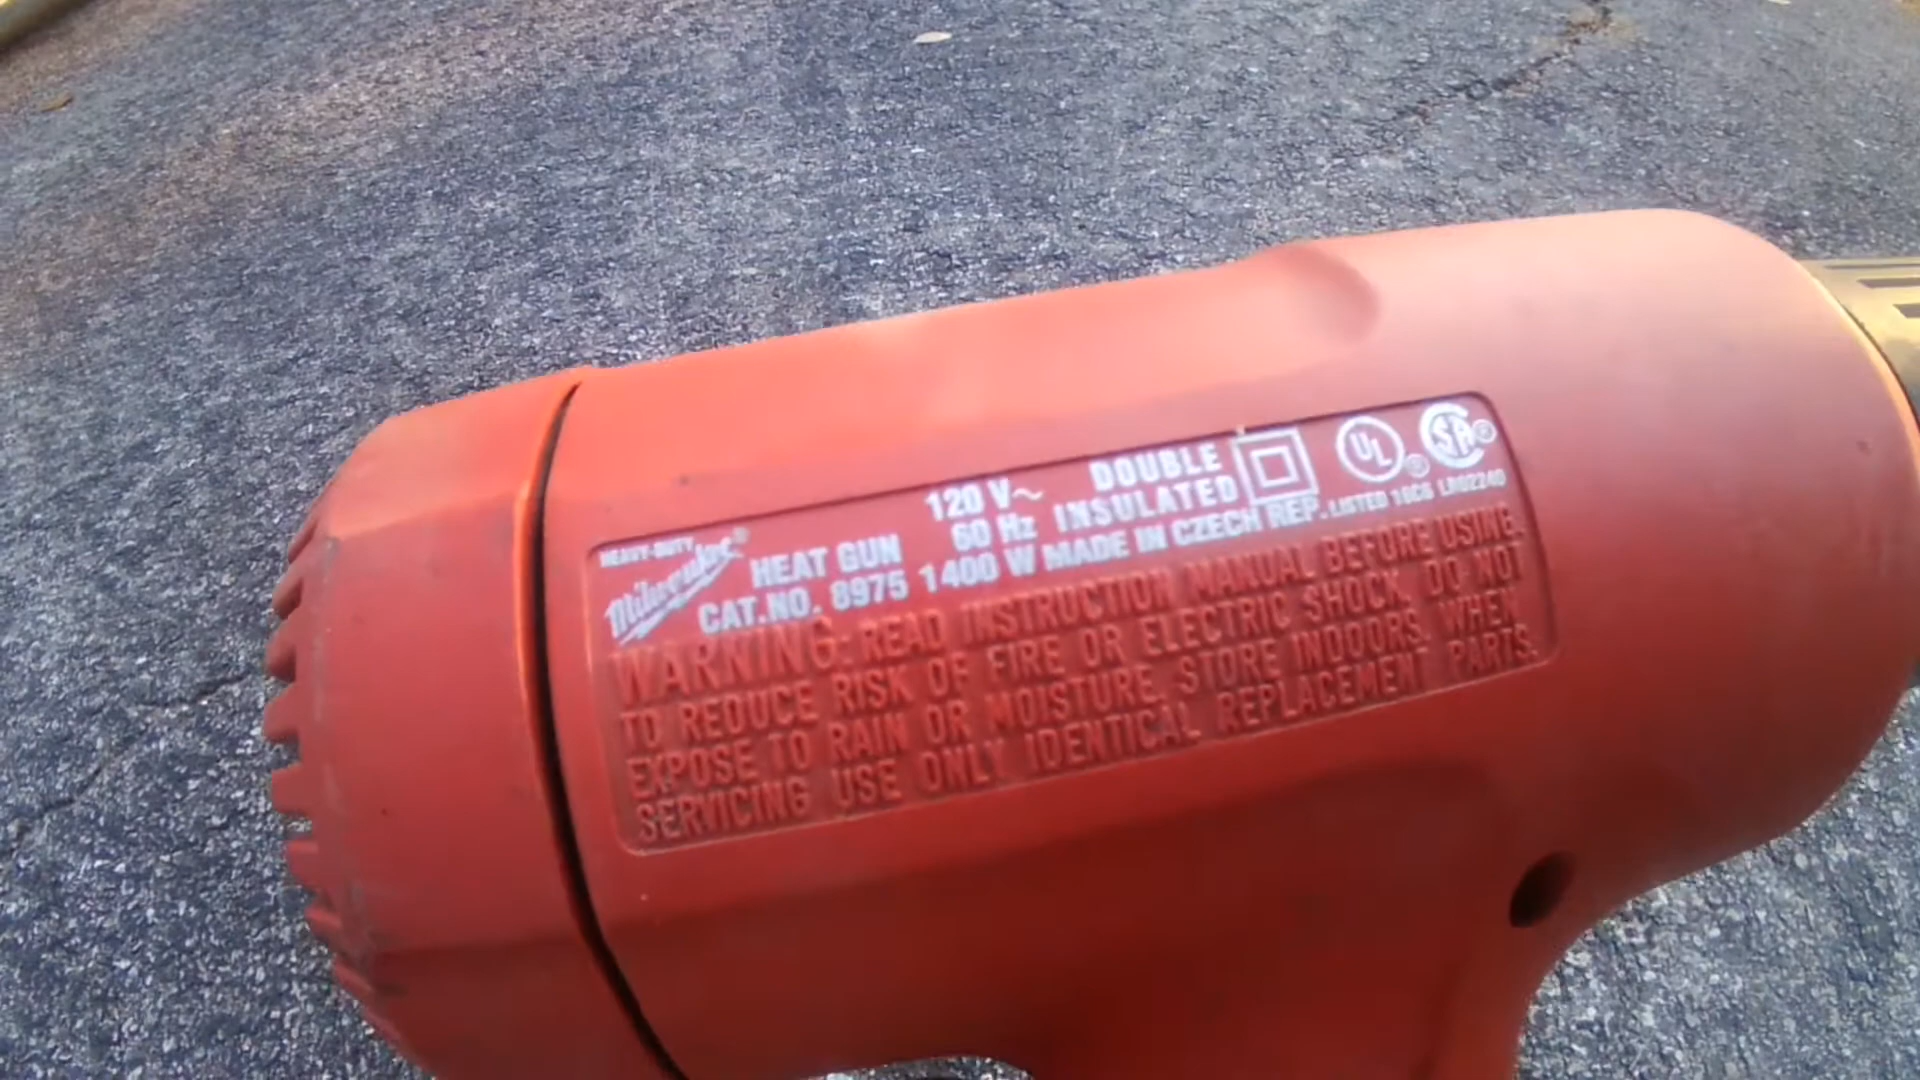 HEAVY-DUTY
Milwaukee®
HEAT GUN
CAT.NO. 8975
120 V~
60 Hz
1400 W
DOUBLE
INSULATED
MADE IN CZECH REP.
UL®
SA®
LISTED
WARNING: READ INSTRUCTION MANUAL BEFORE USING.
TO REDUCE RISK OF FIRE OR ELECTRIC SHOCK, DO NOT
EXPOSE TO RAIN OR MOISTURE. STORE INDOORS. WHEN
SERVICING USE ONLY IDENTICAL REPLACEMENT PARTS.